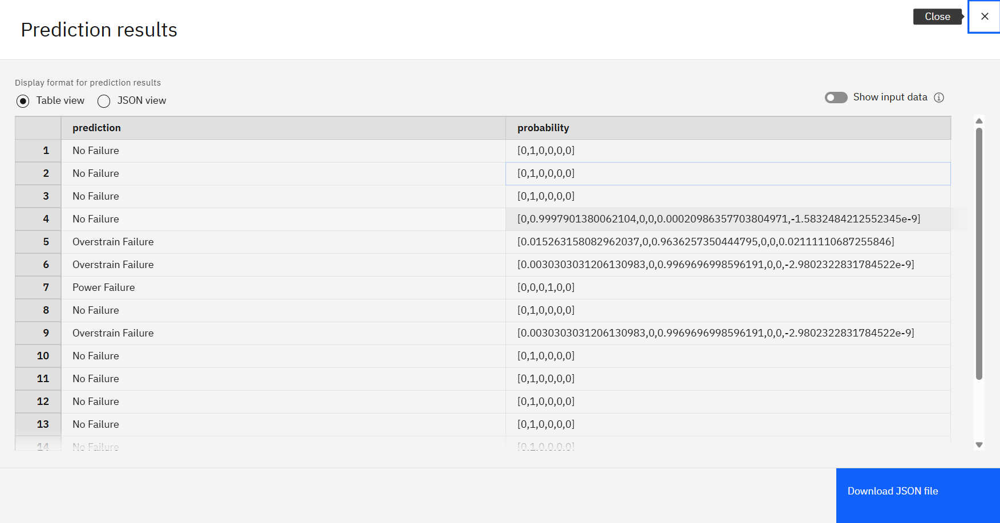 Close
Prediction results
Display format for prediction results
Table view JSON view
Show input data
prediction probability
1 No Failure [0,1,0,0,0,0]
2 No Failure [0,1,0,0,0,0]
3 No Failure [0,1,0,0,0,0]
4 No Failure [0,0.9997901380062104,0,0,0.00020986357703804971,-1.5832484212552345e-9]
5 Overstrain Failure [0.015263158082962037,0,0.9636257350444795,0,0,0.02111110687255846]
6 Overstrain Failure [0.0030303031206130983,0,0.9969696998596191,0,0,-2.9802322831784522e-9]
7 Power Failure [0,0,0,1,0,0]
8 No Failure [0,1,0,0,0,0]
9 Overstrain Failure [0.0030303031206130983,0,0.9969696998596191,0,0,-2.9802322831784522e-9]
10 No Failure [0,1,0,0,0,0]
11 No Failure [0,1,0,0,0,0]
12 No Failure [0,1,0,0,0,0]
13 No Failure [0,1,0,0,0,0]
14 No Failure [0,1,0,0,0,0]
Download JSON file